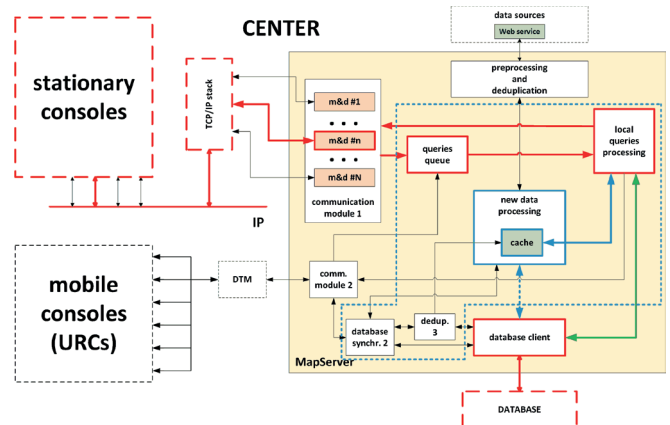 CENTER
data sources
Web service
stationary
consoles
TCP/IP stack
preprocessing
and
deduplication
m&d #1
• • •
m&d #n
• • •
m&d #N
communication
module 1
queries
queue
local
queries
processing
IP
new data
processing
cache
mobile
consoles
(URCs)
DTM
comm.
module 2
database
synchr. 2
dedup.
3
database client
MapServer
DATABASE